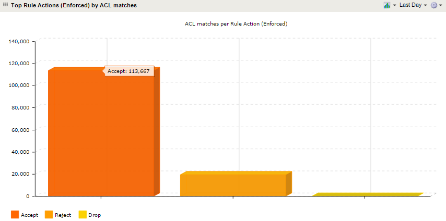 Top Rule Actions (Enforced) by ACL matches
Last Day
ACL matches per Rule Action (Enforced)
140,000
120,000
100,000
80,000
60,000
40,000
20,000
0
Accept: 113,667
Accept Reject Drop